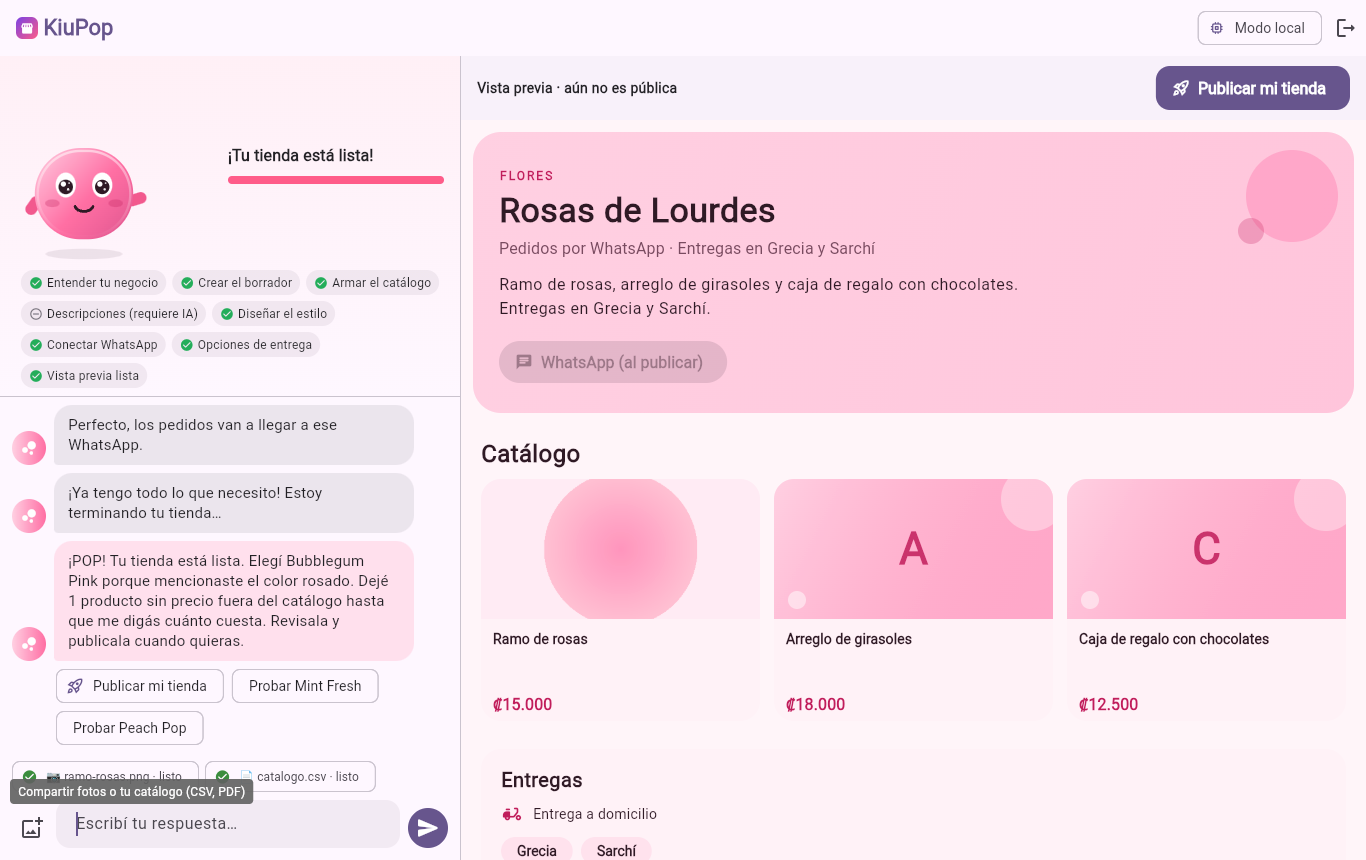 KiuPop
Modo local
¡Tu tienda está lista!
Entender tu negocio
Crear el borrador
Armar el catálogo
Descripciones (requiere IA)
Diseñar el estilo
Conectar WhatsApp
Opciones de entrega
Vista previa lista
Perfecto, los pedidos van a llegar a ese
WhatsApp.
¡Ya tengo todo lo que necesito! Estoy
terminando tu tienda…
¡POP! Tu tienda está lista. Elegí Bubblegum
Pink porque mencionaste el color rosado. Dejé
1 producto sin precio fuera del catálogo hasta
que me digás cuánto cuesta. Revisala y
publicala cuando quieras.
Publicar mi tienda
Probar Mint Fresh
Probar Peach Pop
ramo-rosas.png · listo
catalogo.csv · listo
Compartir fotos o tu catálogo (CSV, PDF)
Escribí tu respuesta…
Vista previa · aún no es pública
Publicar mi tienda
FLORES
Rosas de Lourdes
Pedidos por WhatsApp · Entregas en Grecia y Sarchí
Ramo de rosas, arreglo de girasoles y caja de regalo con chocolates.
Entregas en Grecia y Sarchí.
WhatsApp (al publicar)
Catálogo
A
C
Ramo de rosas
Arreglo de girasoles
Caja de regalo con chocolates
₡15.000
₡18.000
₡12.500
Entregas
Entrega a domicilio
Grecia
Sarchí